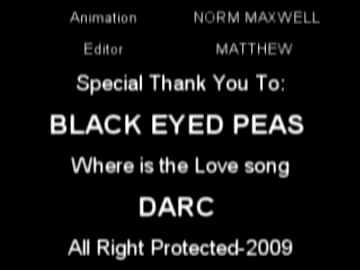 Animation NORM MAXWELL
Editor MATTHEW
Special Thank You To:
BLACK EYED PEAS
Where is the Love song
DARC
All Right Protected-2009